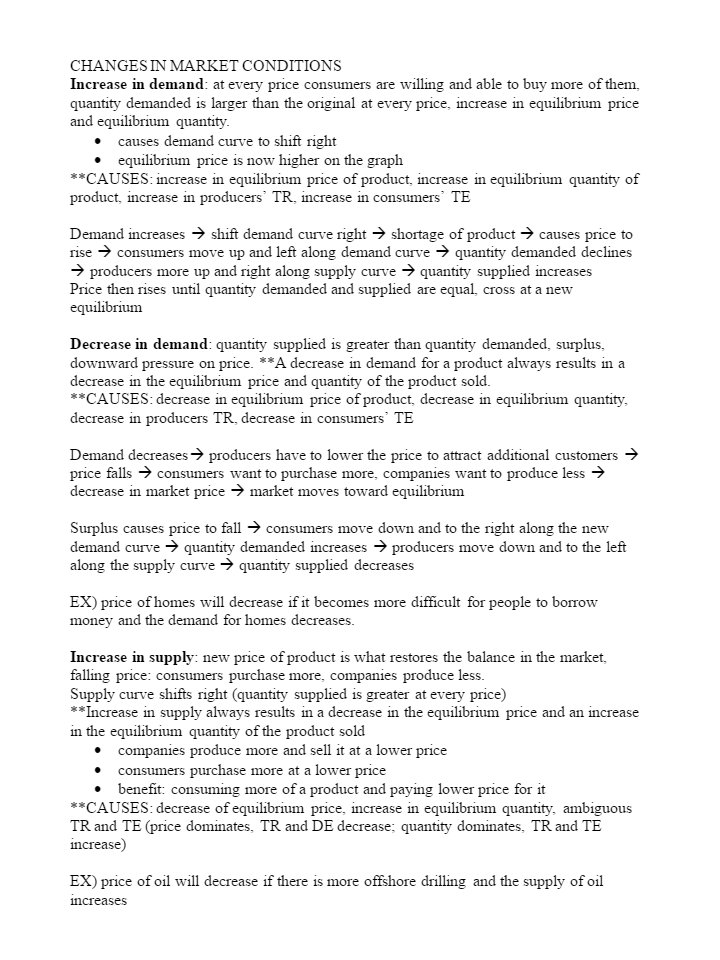 CHANGES IN MARKET CONDITIONS
Increase in demand: at every price consumers are willing and able to buy more of them,
quantity demanded is larger than the original at every price, increase in equilibrium price
and equilibrium quantity.
• causes demand curve to shift right
• equilibrium price is now higher on the graph
**CAUSES: increase in equilibrium price of product, increase in equilibrium quantity of
product, increase in producers’ TR, increase in consumers’ TE
Demand increases → shift demand curve right → shortage of product → causes price to
rise → consumers move up and left along demand curve → quantity demanded declines
→ producers more up and right along supply curve → quantity supplied increases
Price then rises until quantity demanded and supplied are equal, cross at a new
equilibrium
Decrease in demand: quantity supplied is greater than quantity demanded, surplus,
downward pressure on price. **A decrease in demand for a product always results in a
decrease in the equilibrium price and quantity of the product sold.
**CAUSES: decrease in equilibrium price of product, decrease in equilibrium quantity,
decrease in producers TR, decrease in consumers’ TE
Demand decreases → producers have to lower the price to attract additional customers →
price falls → consumers want to purchase more, companies want to produce less →
decrease in market price → market moves toward equilibrium
Surplus causes price to fall → consumers move down and to the right along the new
demand curve → quantity demanded increases → producers move down and to the left
along the supply curve → quantity supplied decreases
EX) price of homes will decrease if it becomes more difficult for people to borrow
money and the demand for homes decreases.
Increase in supply: new price of product is what restores the balance in the market,
falling price: consumers purchase more, companies produce less.
Supply curve shifts right (quantity supplied is greater at every price)
**Increase in supply always results in a decrease in the equilibrium price and an increase
in the equilibrium quantity of the product sold
• companies produce more and sell it at a lower price
• consumers purchase more at a lower price
• benefit: consuming more of a product and paying lower price for it
**CAUSES: decrease of equilibrium price, increase in equilibrium quantity, ambiguous
TR and TE (price dominates, TR and DE decrease; quantity dominates, TR and TE
increase)
EX) price of oil will decrease if there is more offshore drilling and the supply of oil
increases